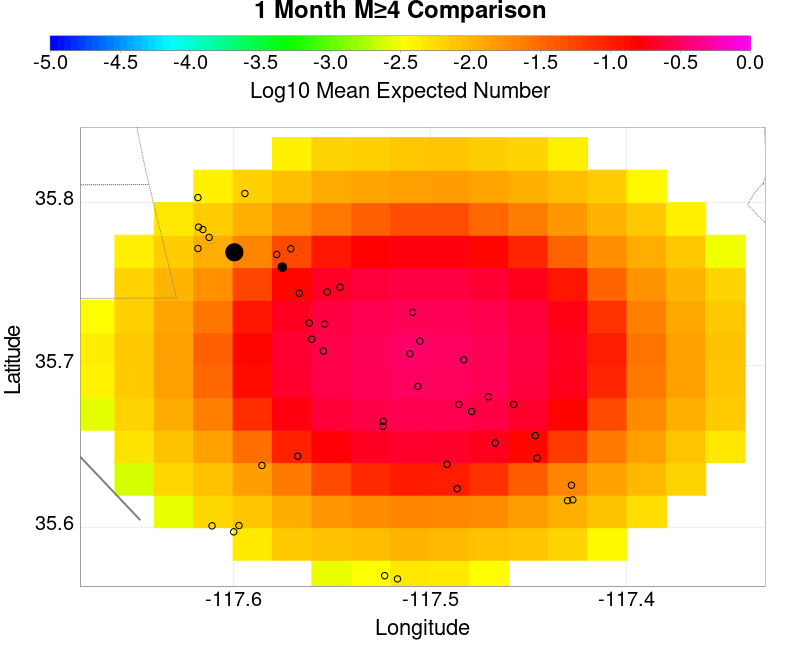 1 Month M≥4 Comparison
-5.0 -4.5 -4.0 -3.5 -3.0 -2.5 -2.0 -1.5 -1.0 -0.5 0.0
Log10 Mean Expected Number
35.8
35.7
35.6
Latitude
-117.6 -117.5 -117.4
Longitude